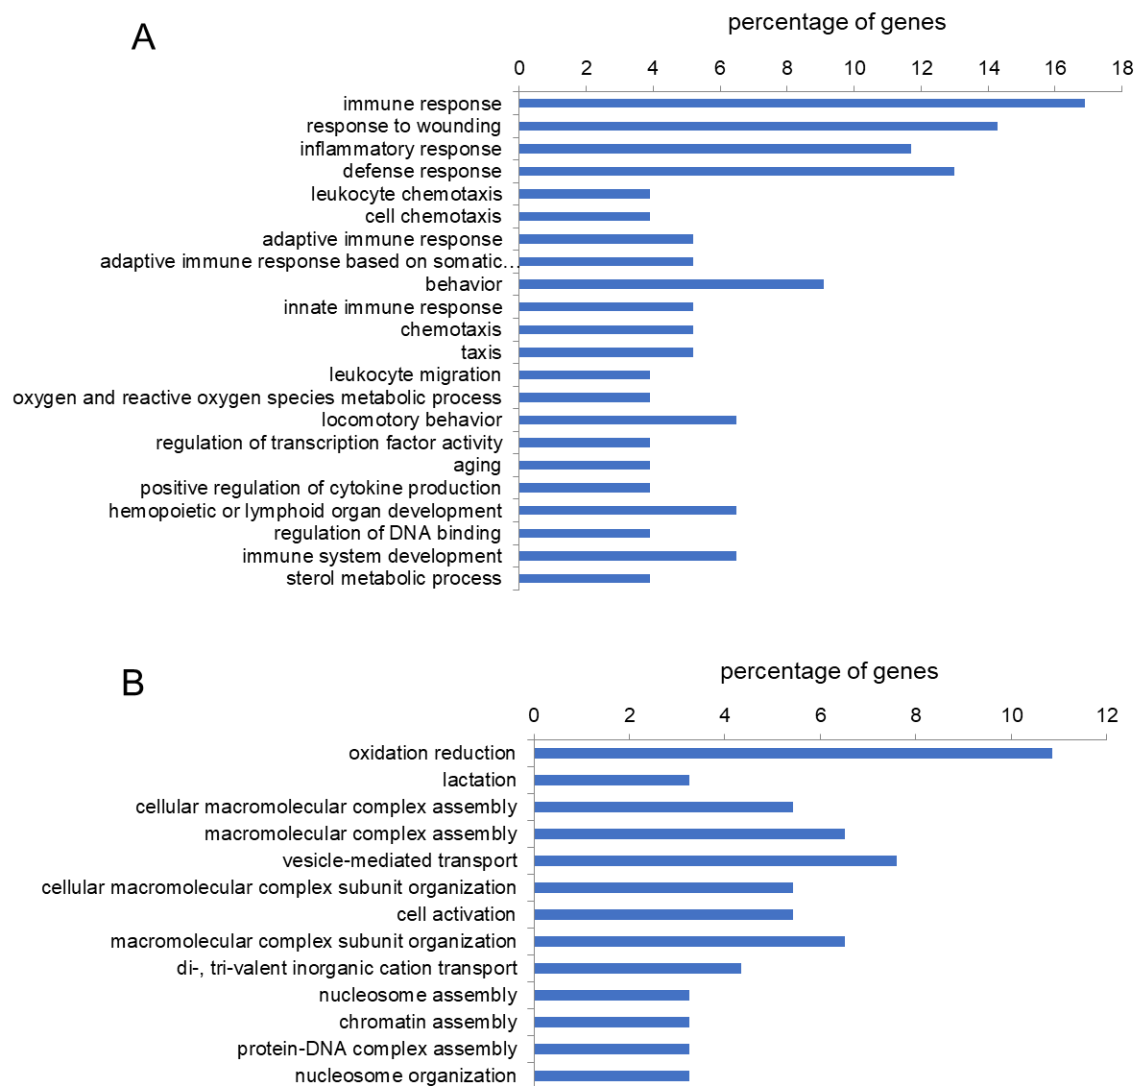 A
percentage of genes
0 2 4 6 8 10 12 14 16 18
immune response
response to wounding
inflammatory response
defense response
leukocyte chemotaxis
cell chemotaxis
adaptive immune response
adaptive immune response based on somatic...
behavior
innate immune response
chemotaxis
taxis
leukocyte migration
oxygen and reactive oxygen species metabolic process
locomotory behavior
regulation of transcription factor activity
aging
positive regulation of cytokine production
hemopoietic or lymphoid organ development
regulation of DNA binding
immune system development
sterol metabolic process
B
percentage of genes
0 2 4 6 8 10 12
oxidation reduction
lactation
cellular macromolecular complex assembly
macromolecular complex assembly
vesicle-mediated transport
cellular macromolecular complex subunit organization
cell activation
macromolecular complex subunit organization
di-, tri-valent inorganic cation transport
nucleosome assembly
chromatin assembly
protein-DNA complex assembly
nucleosome organization